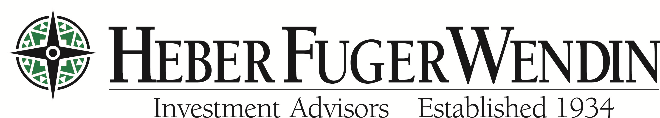 HEBER FUGER WENDIN
Investment Advisors Established 1934